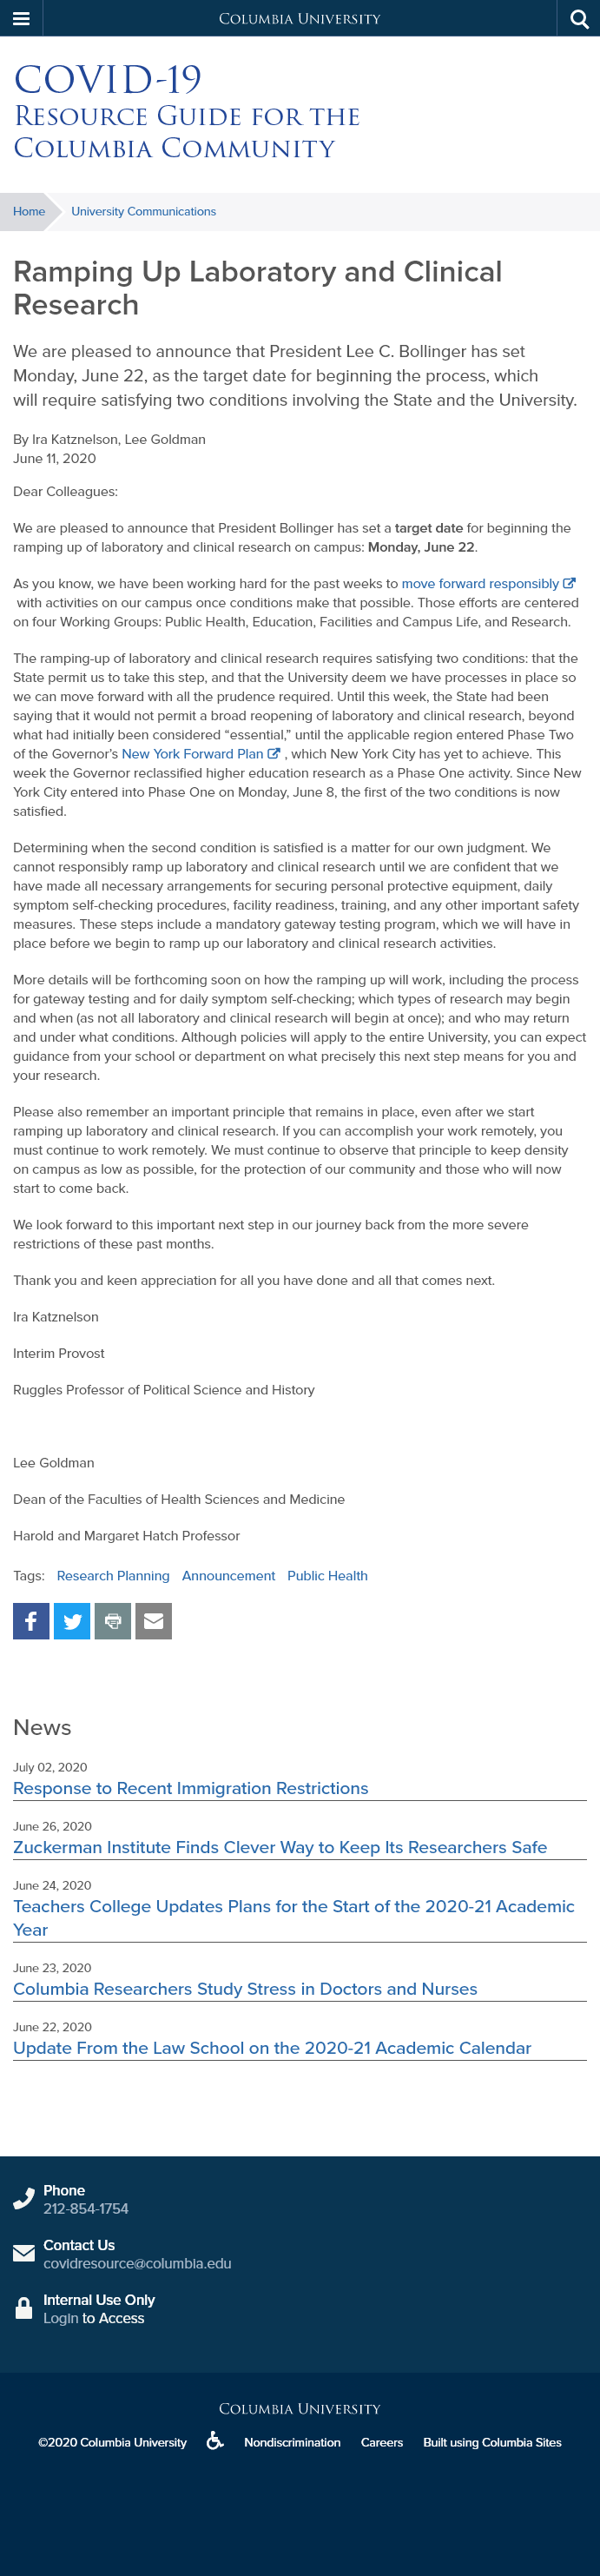 Columbia University
COVID-19
Resource Guide for the
Columbia Community
Home University Communications
Ramping Up Laboratory and Clinical
Research
We are pleased to announce that President Lee C. Bollinger has set
Monday, June 22, as the target date for beginning the process, which
will require satisfying two conditions involving the State and the University.
By Ira Katznelson, Lee Goldman
June 11, 2020
Dear Colleagues:
We are pleased to announce that President Bollinger has set a target date for beginning the
ramping up of laboratory and clinical research on campus: Monday, June 22.
As you know, we have been working hard for the past weeks to move forward responsibly
with activities on our campus once conditions make that possible. Those efforts are centered
on four Working Groups: Public Health, Education, Facilities and Campus Life, and Research.
The ramping-up of laboratory and clinical research requires satisfying two conditions: that the
State permit us to take this step, and that the University deem we have processes in place so
we can move forward with all the prudence required. Until this week, the State had been
saying that it would not permit a broad reopening of laboratory and clinical research, beyond
what had initially been considered “essential,” until the applicable region entered Phase Two
of the Governor’s New York Forward Plan , which New York City has yet to achieve. This
week the Governor reclassified higher education research as a Phase One activity. Since New
York City entered into Phase One on Monday, June 8, the first of the two conditions is now
satisfied.
Determining when the second condition is satisfied is a matter for our own judgment. We
cannot responsibly ramp up laboratory and clinical research until we are confident that we
have made all necessary arrangements for securing personal protective equipment, daily
symptom self-checking procedures, facility readiness, training, and any other important safety
measures. These steps include a mandatory gateway testing program, which we will have in
place before we begin to ramp up our laboratory and clinical research activities.
More details will be forthcoming soon on how the ramping up will work, including the process
for gateway testing and for daily symptom self-checking; which types of research may begin
and when (as not all laboratory and clinical research will begin at once); and who may return
and under what conditions. Although policies will apply to the entire University, you can expect
guidance from your school or department on what precisely this next step means for you and
your research.
Please also remember an important principle that remains in place, even after we start
ramping up laboratory and clinical research. If you can accomplish your work remotely, you
must continue to work remotely. We must continue to observe that principle to keep density
on campus as low as possible, for the protection of our community and those who will now
start to come back.
We look forward to this important next step in our journey back from the more severe
restrictions of these past months.
Thank you and keen appreciation for all you have done and all that comes next.
Ira Katznelson
Interim Provost
Ruggles Professor of Political Science and History
Lee Goldman
Dean of the Faculties of Health Sciences and Medicine
Harold and Margaret Hatch Professor
Tags: Research Planning Announcement Public Health
News
July 02, 2020
Response to Recent Immigration Restrictions
June 26, 2020
Zuckerman Institute Finds Clever Way to Keep Its Researchers Safe
June 24, 2020
Teachers College Updates Plans for the Start of the 2020-21 Academic
Year
June 23, 2020
Columbia Researchers Study Stress in Doctors and Nurses
June 22, 2020
Update From the Law School on the 2020-21 Academic Calendar
Phone
212-854-1754
Contact Us
covidresource@columbia.edu
Internal Use Only
Login to Access
Columbia University
©2020 Columbia University Nondiscrimination Careers Built using Columbia Sites